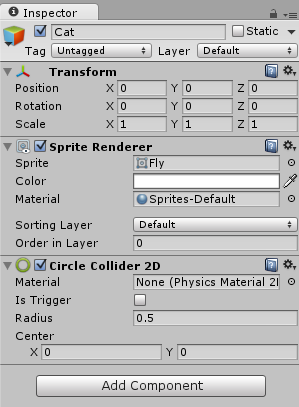 Inspector
Cat Static
Tag Untagged Layer Default
Transform
Position X 0 Y 0 Z 0
Rotation X 0 Y 0 Z 0
Scale X 1 Y 1 Z 1
Sprite Renderer
Sprite Fly
Color
Material Sprites-Default
Sorting Layer Default
Order in Layer 0
Circle Collider 2D
Material None (Physics Material 2
Is Trigger
Radius 0.5
Center
X 0 Y 0
Add Component